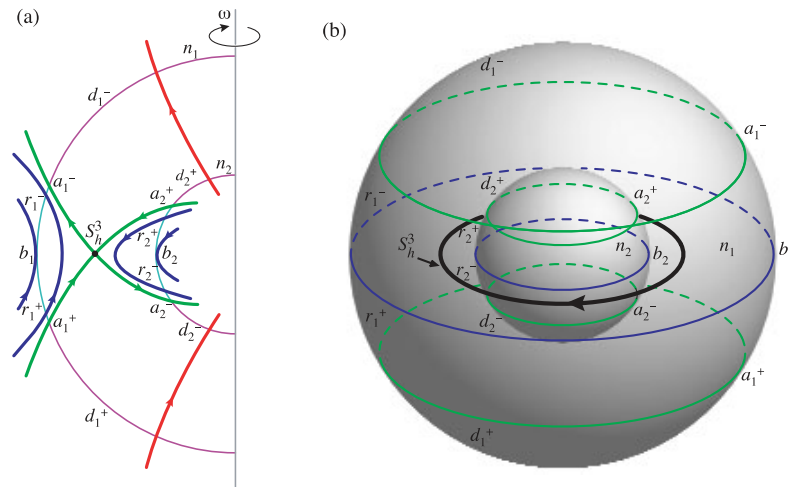 (a)
ω
n₁
d₁⁻
n₂
d₂⁺
a₁⁻
a₂⁺
r₁⁻
S³ₕ
r₂⁺
b₁
b₂
r₂⁻
r₁⁺
a₁⁺
a₂⁻
d₂⁻
d₁⁺
(b)
d₁⁻
a₁⁻
d₂⁺
a₂⁺
r₁⁻
r₂⁺
S³ₕ
n₂
b₂
n₁
b
r₂⁻
r₁⁺
d₂⁻
a₂⁻
a₁⁺
d₁⁺